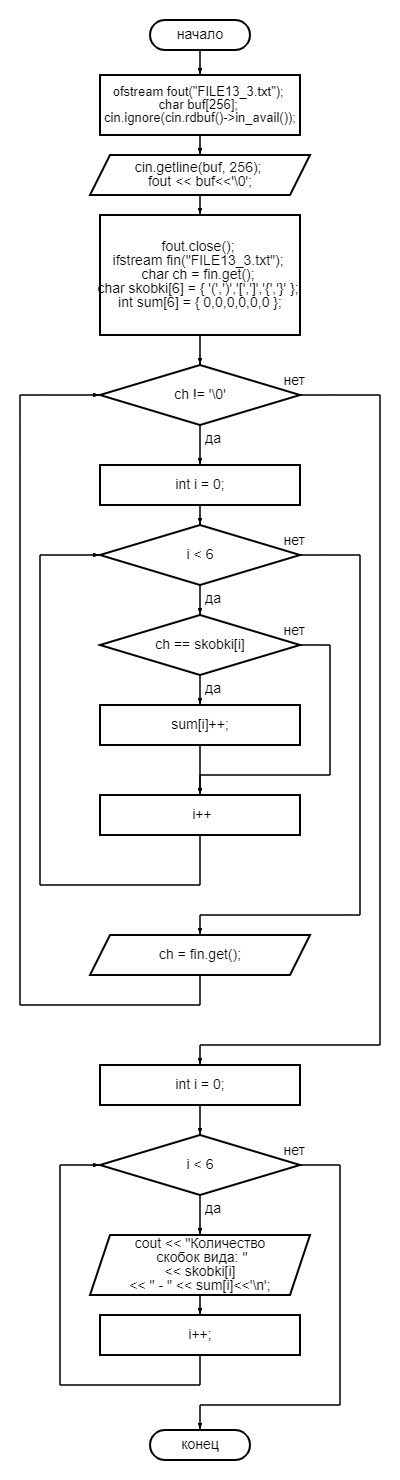 начало
ofstream fout("FILE13_3.txt");
char buf[256];
cin.ignore(cin.rdbuf()->in_avail());
cin.getline(buf, 256);
fout << buf<<'\0';
fout.close();
ifstream fin("FILE13_3.txt");
char ch = fin.get();
char skobki[6] = { '(',')','[',']','{','}' };
int sum[6] = { 0,0,0,0,0,0 };
ch != '\0'
нет
да
int i = 0;
i < 6
нет
да
ch == skobki[i]
нет
да
sum[i]++;
i++
ch = fin.get();
int i = 0;
i < 6
нет
да
cout << "Количество
скобок вида: "
<< skobki[i]
<< " - " << sum[i]<<'\n';
i++;
конец